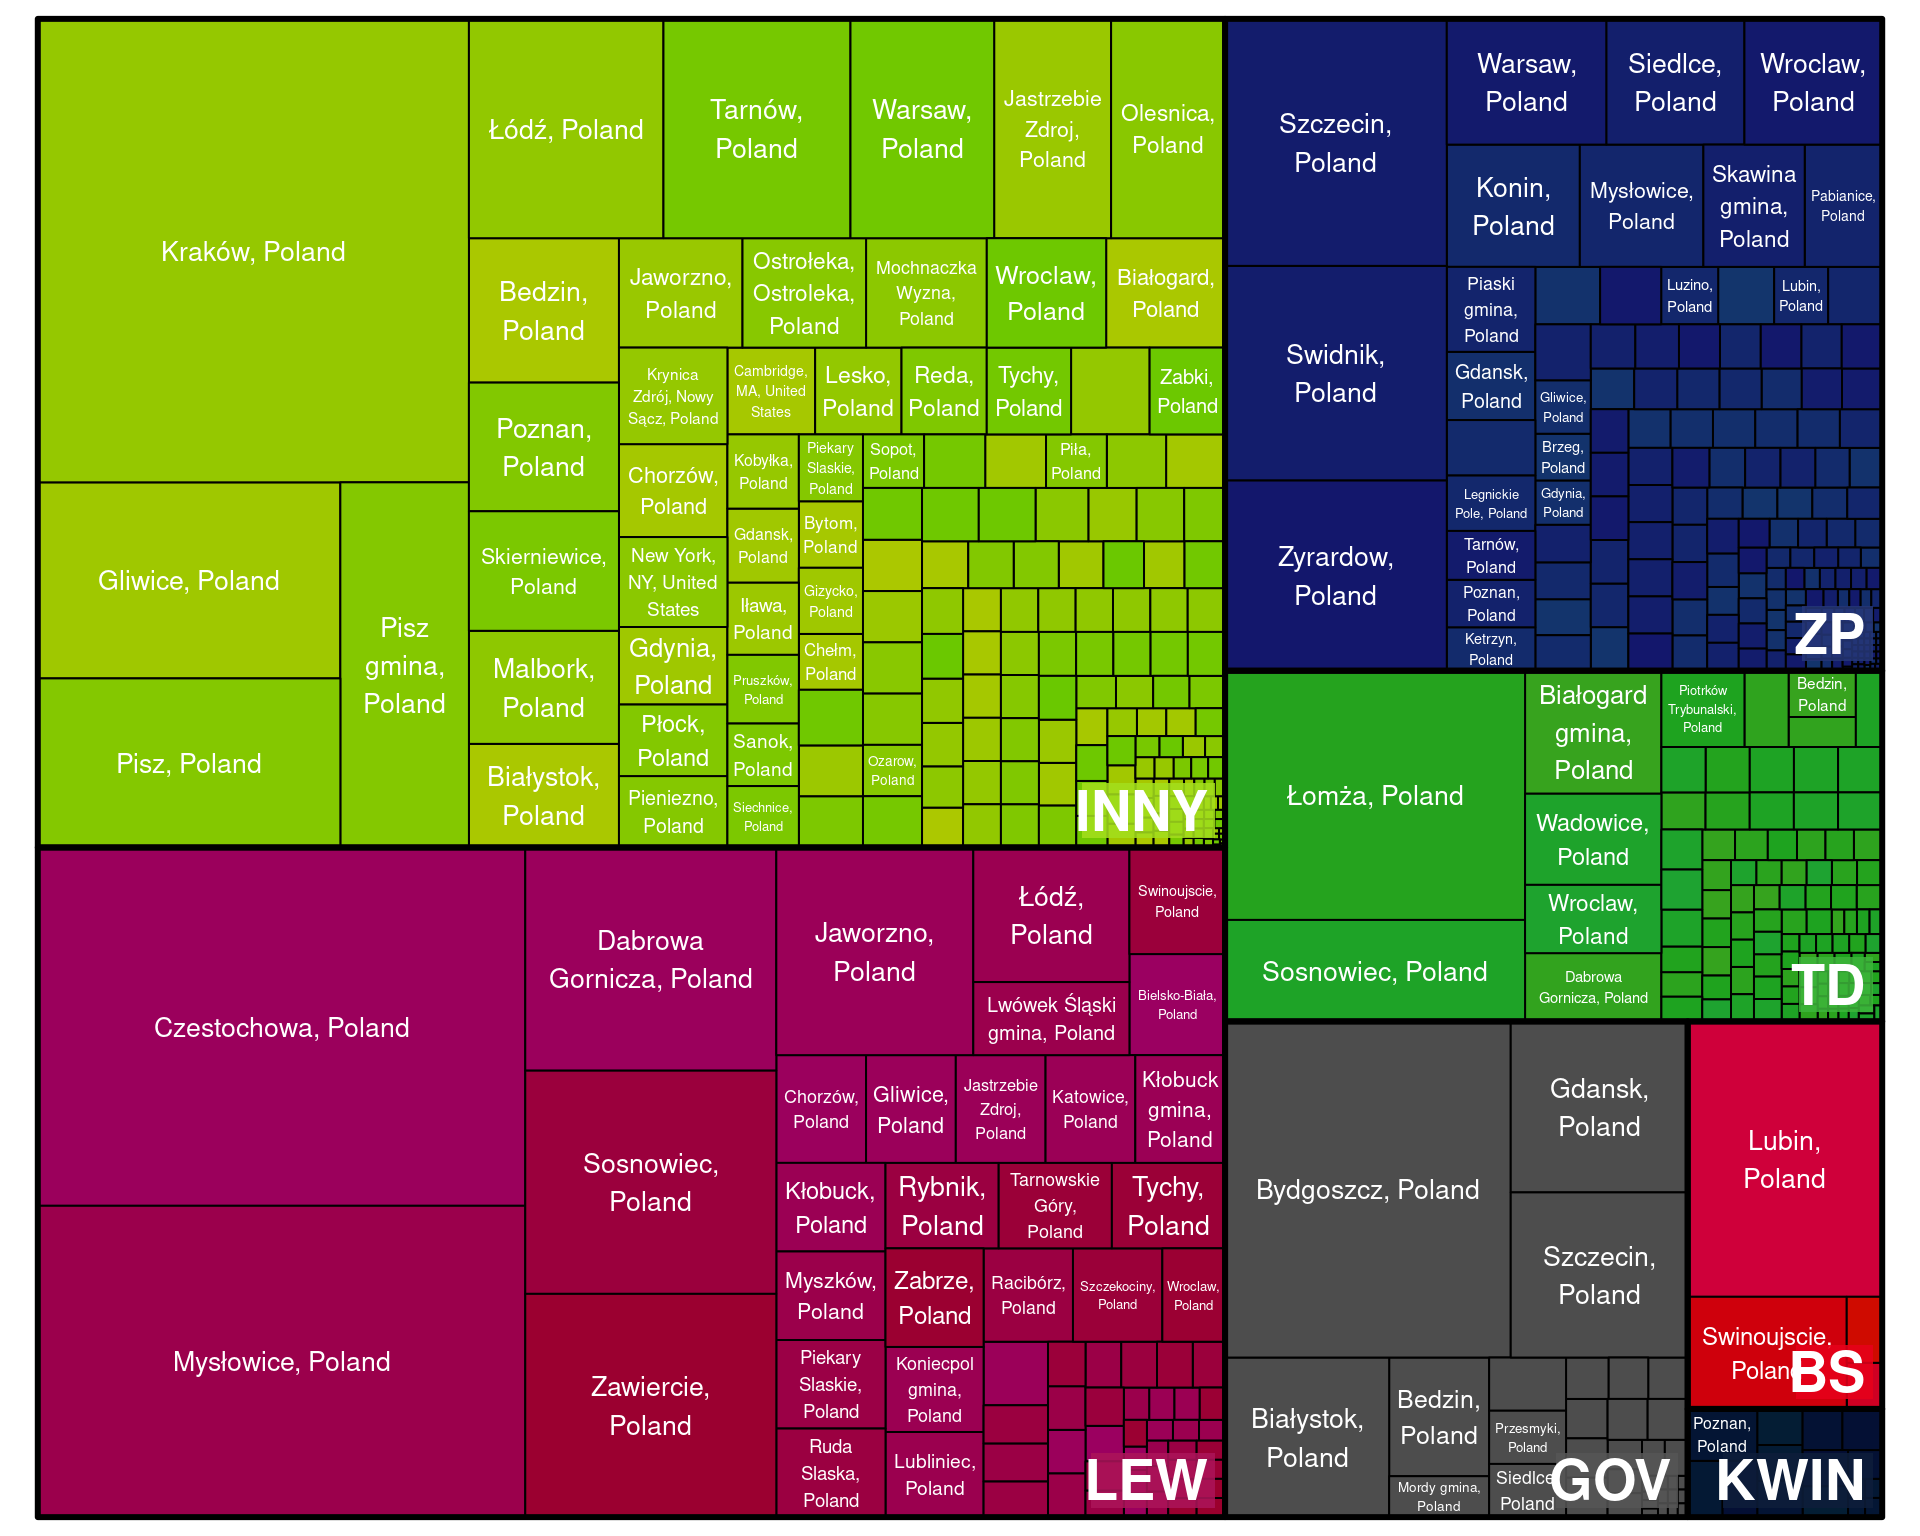 Kraków, Poland
Gliwice, Poland
Pisz, Poland
Pisz
gmina,
Poland
Łódź, Poland
Tarnów,
Poland
Warsaw,
Poland
Jastrzebie
Zdroj,
Poland
Olesnica,
Poland
Bedzin,
Poland
Poznan,
Poland
Skierniewice,
Poland
Malbork,
Poland
Białystok,
Poland
Jaworzno,
Poland
Ostrołeka,
Ostroleka,
Poland
Mochnaczka
Wyzna,
Poland
Wroclaw,
Poland
Białogard,
Poland
Krynica
Zdrój, Nowy
Sącz, Poland
Chorzów,
Poland
New York,
NY, United
States
Gdynia,
Poland
Płock,
Poland
Pieniezno,
Poland
Cambridge,
MA, United
States
Lesko,
Poland
Reda,
Poland
Tychy,
Poland
Zabki,
Poland
Kobyłka,
Poland
Gdansk,
Poland
Iława,
Poland
Pruszków,
Poland
Sanok,
Poland
Siechnice,
Poland
Piekary
Slaskie,
Poland
Bytom,
Poland
Gizycko,
Poland
Chełm,
Poland
Sopot,
Poland
Piła,
Poland
Ozarow,
Poland
INNY
Szczecin,
Poland
Swidnik,
Poland
Zyrardow,
Poland
Warsaw,
Poland
Siedlce,
Poland
Wroclaw,
Poland
Konin,
Poland
Mysłowice,
Poland
Skawina
gmina,
Poland
Pabianice,
Poland
Piaski
gmina,
Poland
Gdansk,
Poland
Legnickie
Pole, Poland
Tarnów,
Poland
Poznan,
Poland
Ketrzyn,
Poland
Luzino,
Poland
Lubin,
Poland
Gliwice,
Poland
Brzeg,
Poland
Gdynia,
Poland
ZP
Łomża, Poland
Sosnowiec, Poland
Białogard
gmina,
Poland
Wadowice,
Poland
Wroclaw,
Poland
Dabrowa
Gornicza, Poland
Piotrków
Trybunalski,
Poland
Bedzin,
Poland
TD
Czestochowa, Poland
Mysłowice, Poland
Dabrowa
Gornicza, Poland
Sosnowiec,
Poland
Zawiercie,
Poland
Jaworzno,
Poland
Łódź,
Poland
Lwówek Śląski
gmina, Poland
Swinoujscie,
Poland
Bielsko-Biała,
Poland
Chorzów,
Poland
Gliwice,
Poland
Jastrzebie
Zdroj,
Poland
Katowice,
Poland
Kłobuck
gmina,
Poland
Kłobuck,
Poland
Myszków,
Poland
Piekary
Slaskie,
Poland
Ruda
Slaska,
Poland
Rybnik,
Poland
Tarnowskie
Góry,
Poland
Tychy,
Poland
Zabrze,
Poland
Racibórz,
Poland
Szczekociny,
Poland
Wroclaw,
Poland
Koniecpol
gmina,
Poland
Lubliniec,
Poland
LEW
Bydgoszcz, Poland
Gdansk,
Poland
Szczecin,
Poland
Białystok,
Poland
Bedzin,
Poland
Mordy gmina,
Poland
Przesmyki,
Poland
Siedlce
Poland
GOV
Lubin,
Poland
Swinoujscie.
Poland
BS
Poznan,
Poland
KWIN